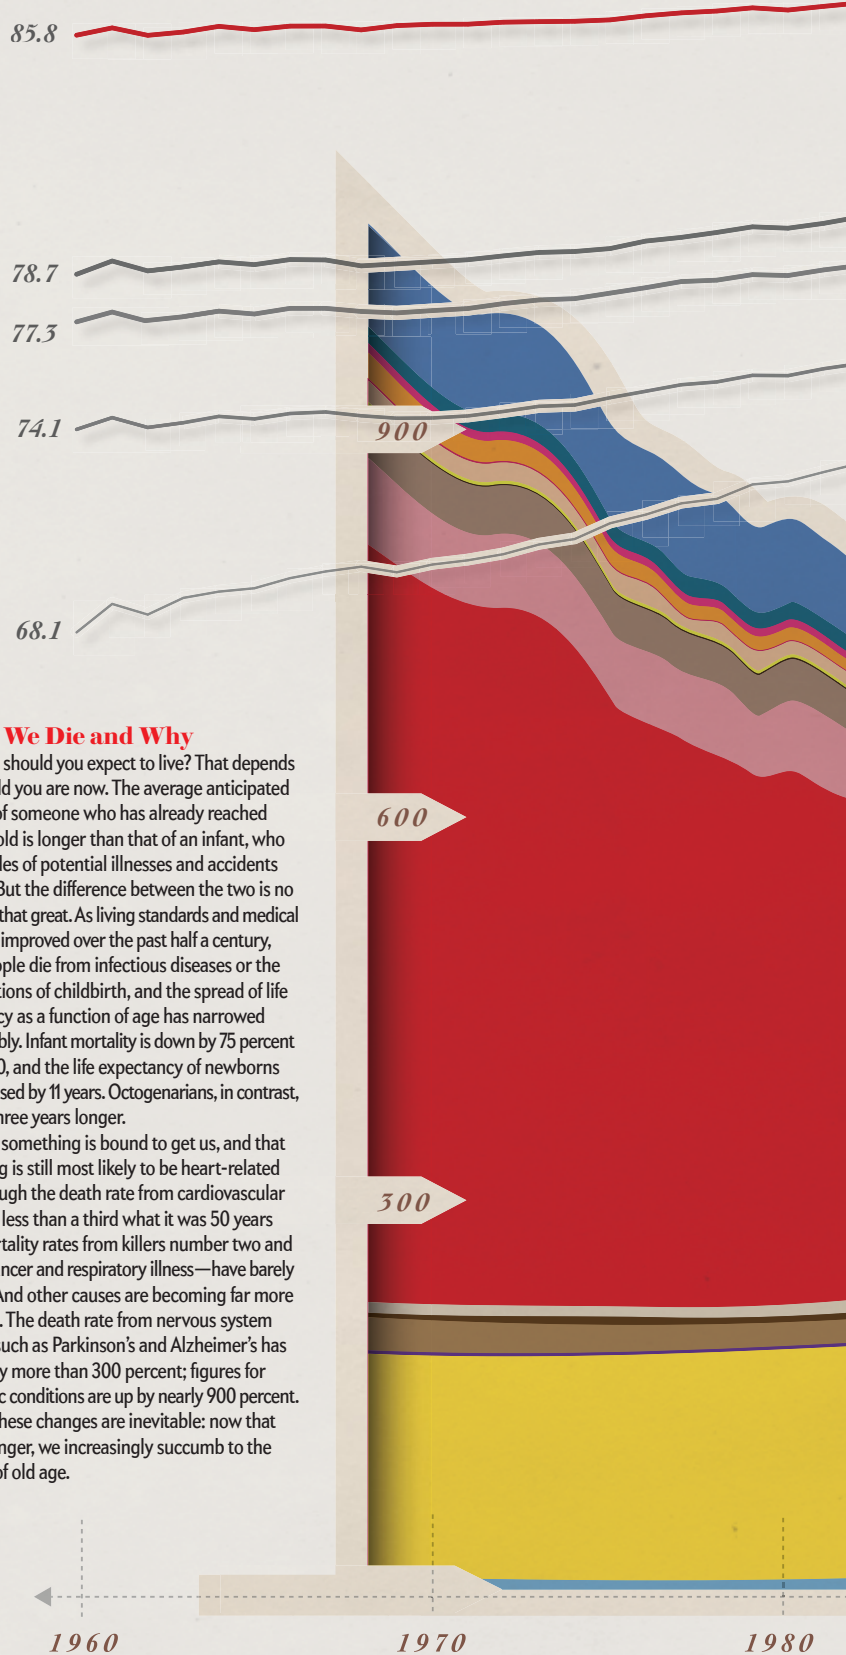 85.8
78.7
77.3
74.1
900
68.1
We Die and Why
should you expect to live? That depends
ld you are now. The average anticipated
of someone who has already reached
old is longer than that of an infant, who
les of potential illnesses and accidents
But the difference between the two is no
that great. As living standards and medical
improved over the past half a century,
ople die from infectious diseases or the
tions of childbirth, and the spread of life
cy as a function of age has narrowed
bly. Infant mortality is down by 75 percent
0, and the life expectancy of newborns
sed by 11 years. Octogenarians, in contrast,
hree years longer.
something is bound to get us, and that
g is still most likely to be heart-related
ugh the death rate from cardiovascular
less than a third what it was 50 years
rtality rates from killers number two and
ncer and respiratory illness—have barely
And other causes are becoming far more
. The death rate from nervous system
such as Parkinson's and Alzheimer's has
y more than 300 percent; figures for
c conditions are up by nearly 900 percent.
hese changes are inevitable: now that
nger, we increasingly succumb to the
of old age.
600
300
1960
1970
1980